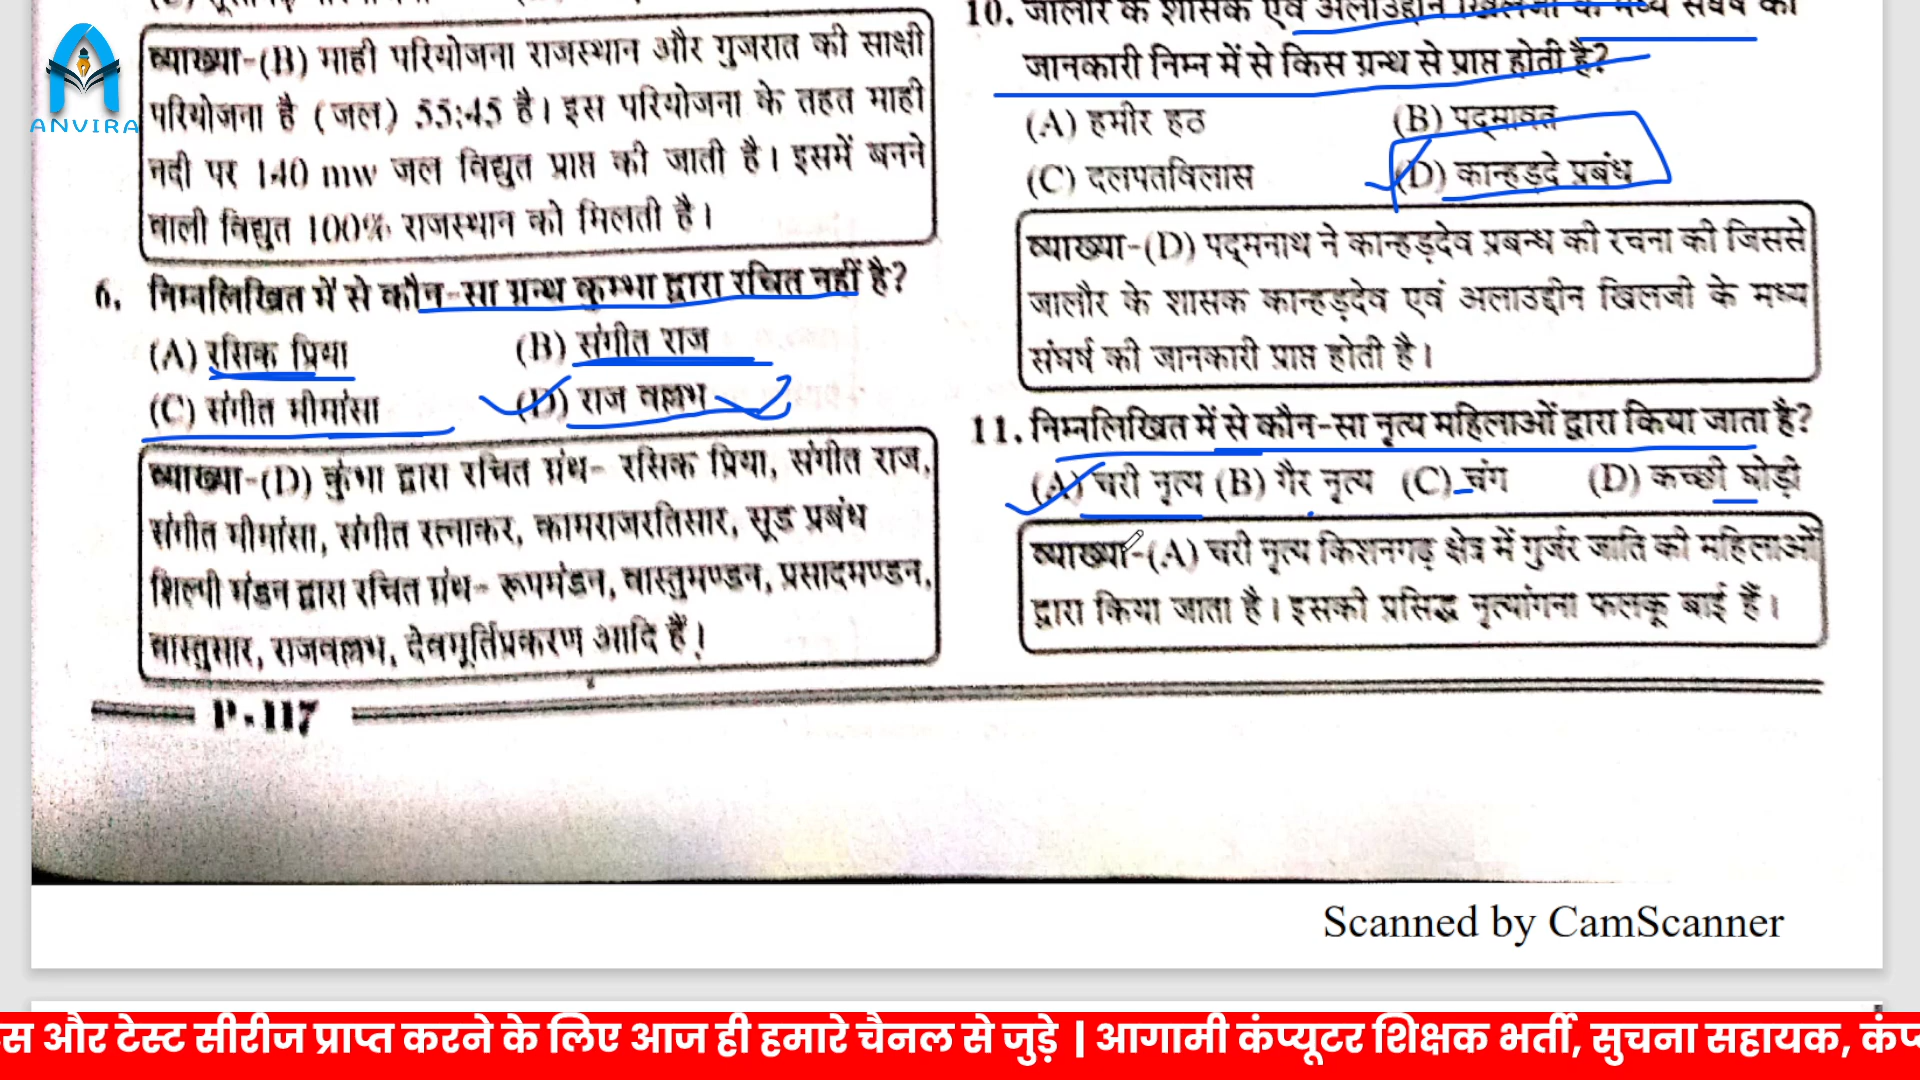 ANVIRA
व्याख्या-(B) माही परियोजना राजस्थान और गुजरात की साक्षी
परियोजना है (जल) 55:45 है। इस परियोजना के तहत माही
नदी पर 140 mw जल विद्युत प्राप्त की जाती है। इसमें बनने
वाली विद्युत 100% राजस्थान को मिलती है।
6. निम्नलिखित में से कौन-सा ग्रन्थ कुम्भा द्वारा रचित नहीं है?
(A) रसिक प्रिया (B) संगीत राज
(C) संगीत मीमांसा (D) राज वल्लभ
व्याख्या-(D) कुंभा द्वारा रचित ग्रंथ- रसिक प्रिया, संगीत राज,
संगीत मीमांसा, संगीत रत्नाकर, कामराजरतिसार, सूड प्रबंध
शिल्पी मंडन द्वारा रचित ग्रंथ- रूपमंडन, वास्तुमण्डन, प्रसादमण्डन,
वास्तुसार, राजवल्लभ, देवमूर्तिप्रकरण आदि हैं!
P-117
10. जालौर के शासक एवं अलाउद्दीन खिलजी के मध्य संघर्ष की
जानकारी निम्न में से किस ग्रन्थ से प्राप्त होती है?
(A) हमीर हठ (B) पद्मावत
(C) दलपतविलास (D) कान्हड़दे प्रबंध
व्याख्या-(D) पद्मनाथ ने कान्हड़देव प्रबन्ध की रचना की जिससे
जालौर के शासक कान्हड़देव एवं अलाउद्दीन खिलजी के मध्य
संघर्ष की जानकारी प्राप्त होती है।
11. निम्नलिखित में से कौन-सा नृत्य महिलाओं द्वारा किया जाता है?
(A) चरी नृत्य (B) गैर नृत्य (C) चंग (D) कच्छी घोड़ी
व्याख्या-(A) चरी नृत्य किशनगढ़ क्षेत्र में गुर्जर जाति की महिलाओं
द्वारा किया जाता है। इसकी प्रसिद्ध नृत्यांगना फलकू बाई हैं।
Scanned by CamScanner
और टेस्ट सीरीज प्राप्त करने के लिए आज ही हमारे चैनल से जुड़े | आगामी कंप्यूटर शिक्षक भर्ती, सुचना सहायक,